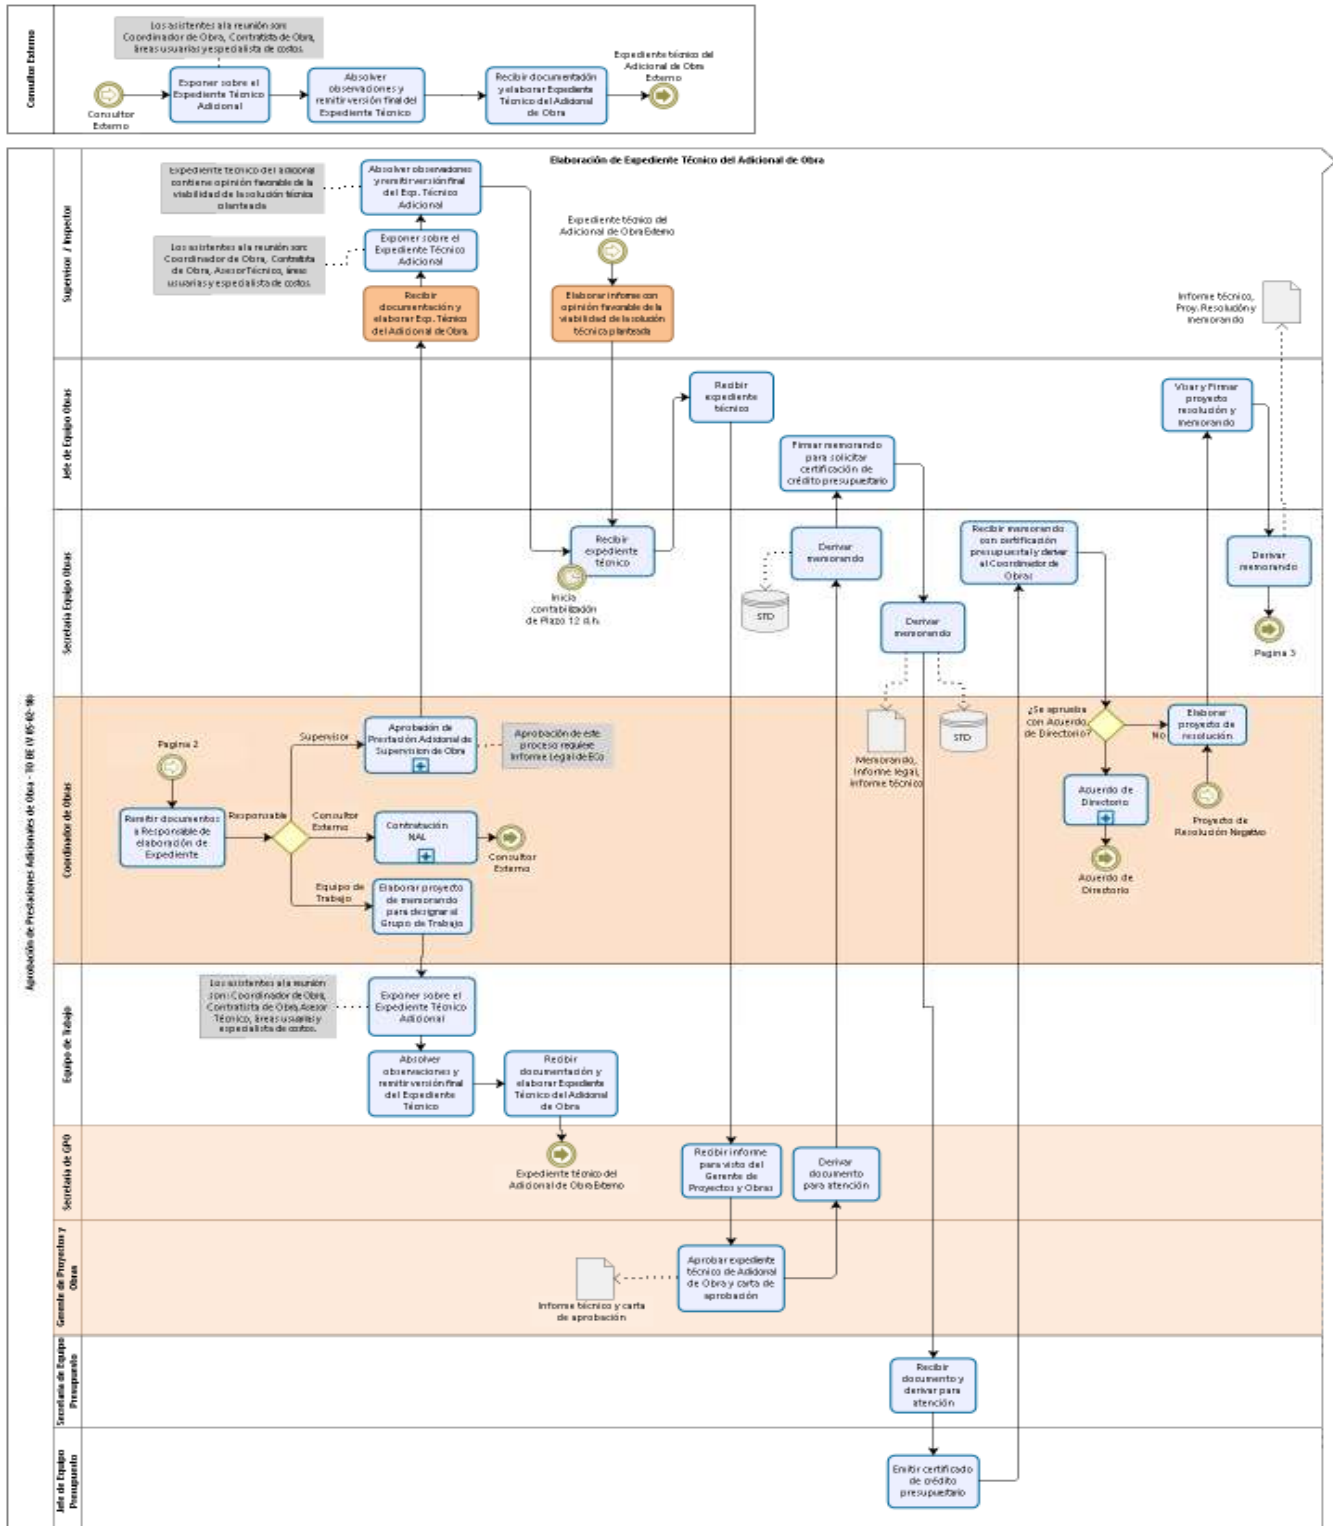 Consultor Externo
Los asistentes a la reunión son:
Coordinador de Obra, Contratista de Obra,
áreas usuarias y especialista de costos.
Consultor
Externo
Exponer sobre el
Expediente Técnico
Adicional
Absolver
observaciones y
remitir versión final del
Expediente Técnico
Recibir documentación
y elaborar Expediente
Técnico del Adicional
de Obra
Expediente técnico del
Adicional de Obra
Externo
Aprobación de Prestaciones Adicionales de Obra - TO BE (V 05-02-18)
Elaboración de Expediente Técnico del Adicional de Obra
Supervisor / Inspector
Expediente técnico del adicional
contiene opinión favorable de la
viabilidad de la solución técnica
planteada
Absolver observaciones
y remitir versión final
del Exp. Técnico
Adicional
Los asistentes a la reunión son:
Coordinador de Obra, Contratista
de Obra, Asesor Técnico, áreas
usuarias y especialista de costos.
Exponer sobre el
Expediente Técnico
Adicional
Recibir
documentación y
elaborar Exp. Técnico
del Adicional de Obra.
Expediente técnico del
Adicional de Obra Externo
Elaborar informe con
opinión favorable de la
viabilidad de la solución
técnica planteada
Informe técnico,
Proy. Resolución y
memorando
Jefe de Equipo Obras
Recibir
expediente
técnico
Firmar memorando
para solicitar
certificación de
crédito presupuestario
Visar y Firmar
proyecto
resolución y
memorando
Secretaria Equipo Obras
Recibir
expediente
técnico
Inicia
contabilización
de Plazo 12 d.h.
Derivar
memorando
STD
Derivar
memorando
Memorando,
Informe legal,
informe técnico
STD
Recibir memorando
con certificación
presupuestal y derivar
al Coordinador de
Obras
Derivar
memorando
Pagina 3
Coordinador de Obras
Pagina 2
Remitir documentos
a Responsable de
elaboración de
Expediente
Responsable
Supervisor
Aprobación de
Prestación Adicional de
Supervision de Obra
Aprobación de este
proceso requiere
Informe Legal de ECo
Consultor
Externo
Contratación
NAL
Consultor
Externo
Equipo de
Trabajo
Elaborar proyecto
de memorando
para designar al
Grupo de Trabajo
¿Se aprueba
con Acuerdo
de Directorio?
No
Elaborar
proyecto de
resolución
Acuerdo de
Directorio
Acuerdo de
Directorio
Proyecto de
Resolución Negativo
Equipo de Trabajo
Los asistentes a la reunión
son: Coordinador de Obra,
Contratista de Obra, Asesor
Técnico, áreas usuarias y
especialista de costos.
Exponer sobre el
Expediente Técnico
Adicional
Absolver
observaciones y
remitir versión final
del Expediente
Técnico
Recibir
documentación y
elaborar Expediente
Técnico del Adicional
de Obra
Secretaria de GPO
Expediente técnico del
Adicional de Obra Externo
Recibir informe
para visto del
Gerente de
Proyectos y Obras
Derivar
documento
para atención
Gerente de Proyectos y
Obras
Informe técnico y carta
de aprobación
Aprobar expediente
técnico de Adicional
de Obra y carta de
aprobación
Secretaria de Equipo
Presupuesto
Recibir
documento y
derivar para
atención
Jefe de Equipo
Presupuesto
Emitir certificado
de crédito
presupuestario